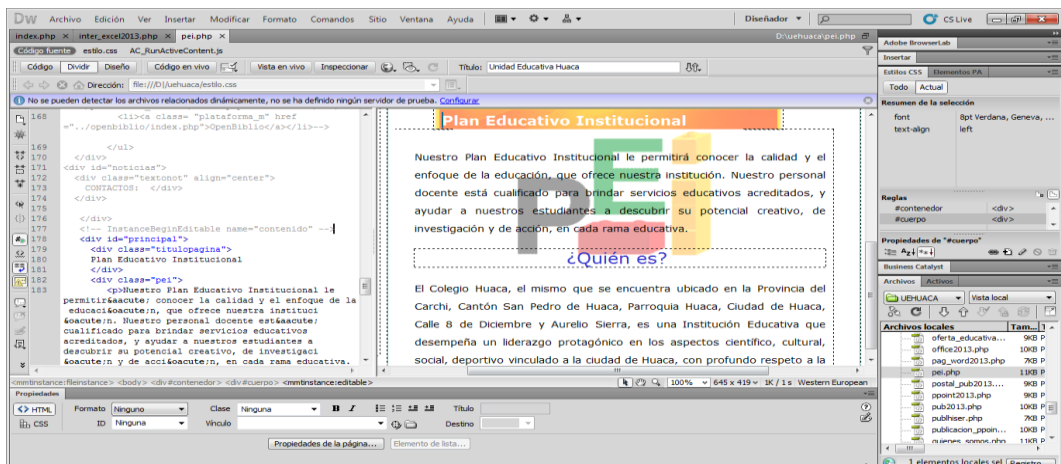 DW Archivo Edición Ver Insertar Modificar Formato Comandos Sitio Ventana Ayuda Diseñador CS Live
index.php × inter_excel2013.php × pei.php × D:\uehuaca\pei.php
Código fuente estilo.css AC_RunActiveContent.js
Código Dividir Diseño Código en vivo Vista en vivo Inspeccionar Título: Unidad Educativa Huaca
Dirección: file:///D|/uehuaca/estilo.css
No se pueden detectar los archivos relacionados dinámicamente, no se ha definido ningún servidor de prueba. Configurar
168 <li><a class= "plataforma_m" href
="../openbiblio/index.php">OpenBiblio</a></li>-->
169 </ul>
170 </div>
171 <div id="noticias">
172 <div class="textonot" align="center">
173 CONTACTOS: </div>
174 </div>
175
176 </div>
177 <!-- InstanceBeginEditable name="contenido" -->
178 <div id="principal">
179 <div class="titulopagina">
180 Plan Educativo Institucional
181 </div>
182 <div class="pei">
183 <p>Nuestro Plan Educativo Institucional le
permitir&aacute; conocer la calidad y el enfoque de la
educaci&oacute;n, que ofrece nuestra instituci
&oacute;n. Nuestro personal docente est&aacute;
cualificado para brindar servicios educativos
acreditados, y ayudar a nuestros estudiantes a
descubrir su potencial creativo, de investigaci
&oacute;n y de acci&oacute;n, en cada rama educativa.
Plan Educativo Institucional
PEI
Nuestro Plan Educativo Institucional le permitirá conocer la calidad y el
enfoque de la educación, que ofrece nuestra institución. Nuestro personal
docente está cualificado para brindar servicios educativos acreditados, y
ayudar a nuestros estudiantes a descubrir su potencial creativo, de
investigación y de acción, en cada rama educativa.
¿Quién es?
El Colegio Huaca, el mismo que se encuentra ubicado en la Provincia del
Carchi, Cantón San Pedro de Huaca, Parroquia Huaca, Ciudad de Huaca,
Calle 8 de Diciembre y Aurelio Sierra, es una Institución Educativa que
desempeña un liderazgo protagónico en los aspectos científico, cultural,
social, deportivo vinculado a la ciudad de Huaca, con profundo respeto a la
<mmtinstance:fileinstance> <body> <div#contenedor> <div#cuerpo> <mmtinstance:editable> 100% 645 x 419 1K / 1 s Western European
Propiedades
<> HTML Formato Ninguno Clase Ninguna B I Título
CSS ID Ninguna Vínculo Destino
Propiedades de la página... Elemento de lista...
Adobe BrowserLab
Insertar
Estilos CSS Elementos PA
Todo Actual
Resumen de la selección
font 8pt Verdana, Geneva, ...
text-align left
Reglas
#contenedor <div>
#cuerpo <div>
Propiedades de "#cuerpo"
Business Catalyst
Archivos Activos
UEHUACA Vista local
Archivos locales Tam...
oferta_educativa... 9KB P
office2013.php 10KB P
pag_word2013.php 7KB P
pei.php 11KB P
postal_pub2013.... 9KB P
ppoint2013.php 9KB P
pub2013.php 10KB P
publhiser.php 7KB P
publicacion_ppoin... 10KB P
quienes_somos.php 11KB P
1 elementos locales sel Registro